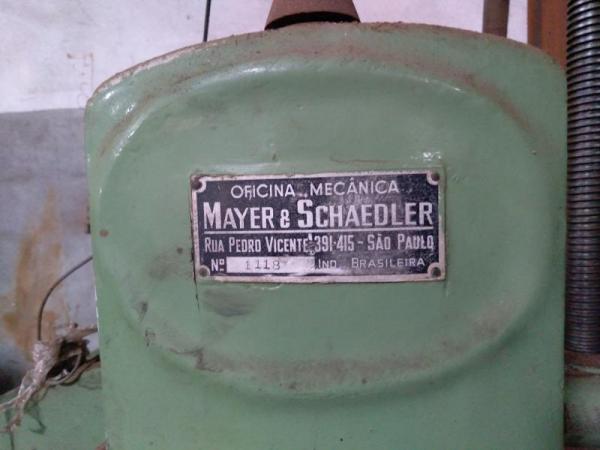 OFICINA MECÂNICA
MAYER & SCHAEDLER
RUA PEDRO VICENTE, 391-415 - SÃO PAULO
Nº 1118 IND. BRASILEIRA